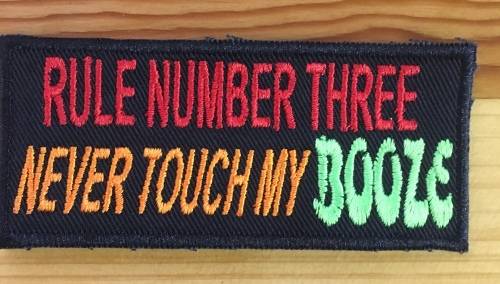 RULE NUMBER THREE
NEVER TOUCH MY BOOZE